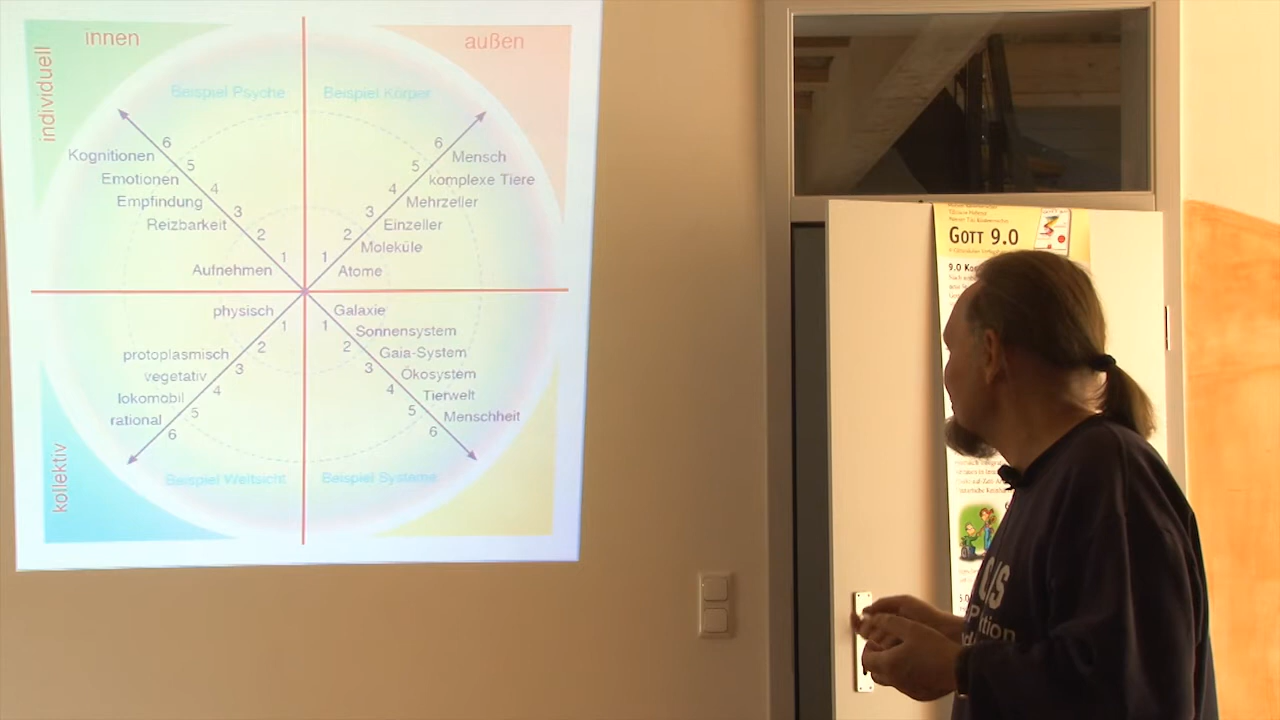 innen
außen
individuell
Beispiel Psyche
Beispiel Körper
6
5
4
3
2
1
Kognitionen
Emotionen
Empfindung
Reizbarkeit
Aufnehmen
6
5
4
3
2
1
Mensch
komplexe Tiere
Mehrzeller
Einzeller
Moleküle
Atome
physisch
protoplasmisch
vegetativ
lokomobil
rational
1
2
3
4
5
6
Galaxie
Sonnensystem
Gaia-System
Ökosystem
Tierwelt
Menschheit
1
2
3
4
5
6
kollektiv
Beispiel Weltsicht
Beispiel Systeme
GOTT 9.0